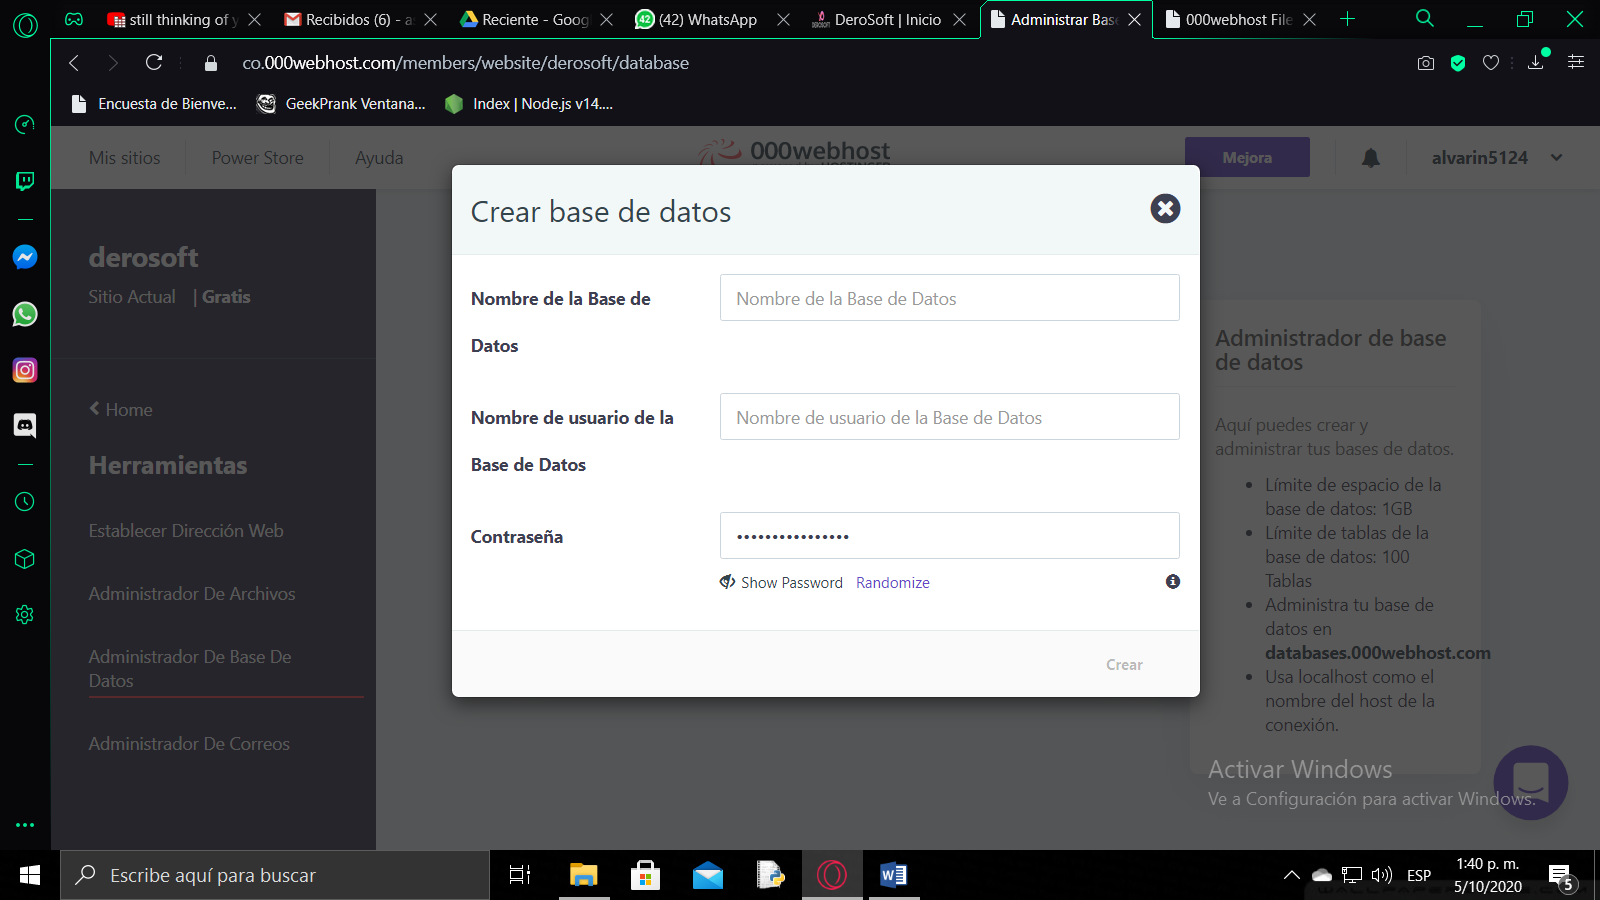 still thinking of y
Recibidos (6) - a
Reciente - Goog
(42) WhatsApp
DeroSoft | Inicio
Administrar Bas
000webhost File
co.000webhost.com/members/website/derosoft/database
Encuesta de Bienve...
GeekPrank Ventana...
Index | Node.js v14....
Mis sitios
Power Store
Ayuda
000webhost
Mejora
alvarin5124
derosoft
Sitio Actual | Gratis
Home
Herramientas
Establecer Dirección Web
Administrador De Archivos
Administrador De Base De
Datos
Administrador De Correos
Crear base de datos
Nombre de la Base de
Datos
Nombre de la Base de Datos
Nombre de usuario de la
Base de Datos
Nombre de usuario de la Base de Datos
Contraseña
••••••••••••••••
Show Password Randomize
Crear
Administrador de base
de datos
Aquí puedes crear y
administrar tus bases de datos.
• Límite de espacio de la
base de datos: 1GB
• Límite de tablas de la
base de datos: 100
Tablas
• Administra tu base de
datos en
databases.000webhost.com
• Usa localhost como el
nombre del host de la
conexión.
Activar Windows
Ve a Configuración para activar Windows.
Escribe aquí para buscar
ESP
1:40 p. m.
5/10/2020
5